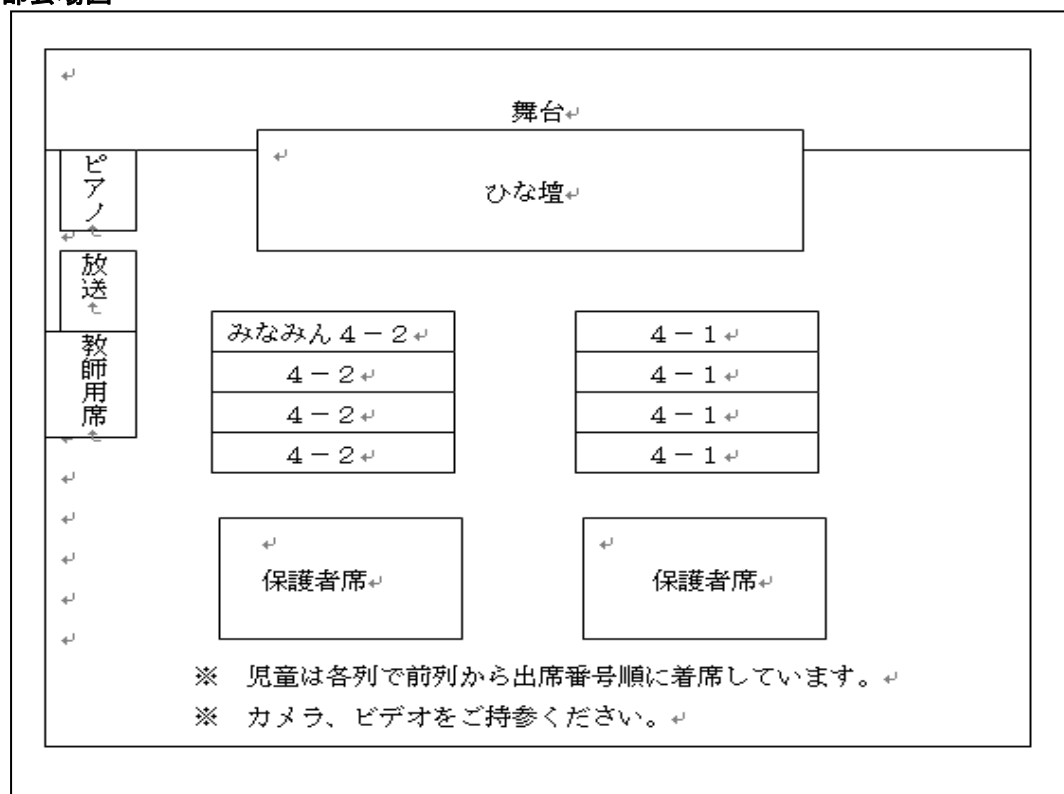 舞台
ひな壇
ピアノ
放送
教師用席
みなみん４－２
４－２
４－２
４－２
４－１
４－１
４－１
４－１
保護者席
保護者席
※　児童は各列で前列から出席番号順に着席しています。
※　カメラ、ビデオをご持参ください。